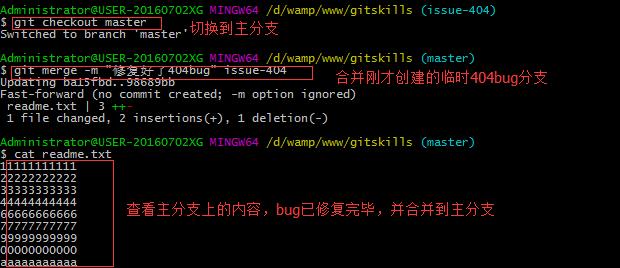 Administrator@USER-20160702XG MINGW64 /d/wamp/www/gitskills (issue-404)
$ git checkout master
切换到主分支
Switched to branch 'master'
Administrator@USER-20160702XG MINGW64 /d/wamp/www/gitskills (master)
$ git merge -m "修复好了404bug" issue-404
合并刚才创建的临时404bug分支
Updating ba15fbd..98689bb
Fast-forward (no commit created; -m option ignored)
readme.txt | 3 ++-
1 file changed, 2 insertions(+), 1 deletion(-)
Administrator@USER-20160702XG MINGW64 /d/wamp/www/gitskills (master)
$ cat readme.txt
11111111111
22222222222
33333333333
44444444444
66666666666
查看主分支上的内容，bug已修复完毕，并合并到主分支
77777777777
99999999999
00000000000
aaaaaaaaaaa